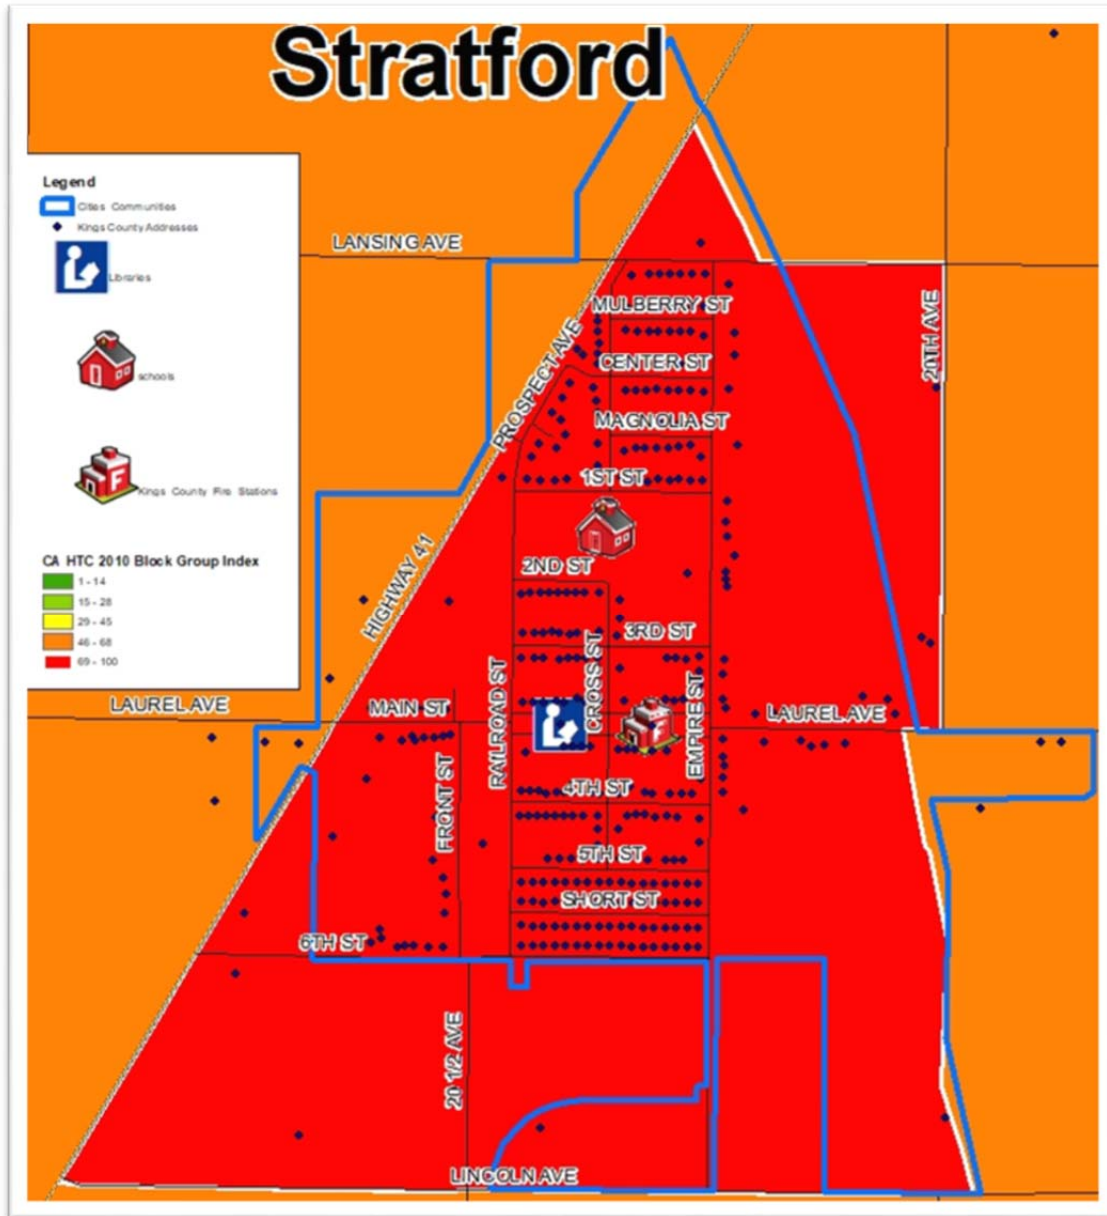 Stratford
Legend
Cities Communities
Kings County Addresses
Libraries
schools
F
Kings County Fire Stations
CA HTC 2010 Block Group Index
1 - 14
15 - 28
29 - 45
46 - 68
69 - 100
LANSING AVE
20TH AVE
MULBERRY ST
PROSPECT AVE
CENTER ST
MAGNOLIA ST
1ST ST
HIGHWAY 41
2ND ST
3RD ST
CROSS ST
RAILROAD ST
EMPIRE ST
LAUREL AVE
MAIN ST
LAUREL AVE
F
FRONT ST
4TH ST
5TH ST
SHORT ST
6TH ST
20 1/2 AVE
LINCOLN AVE